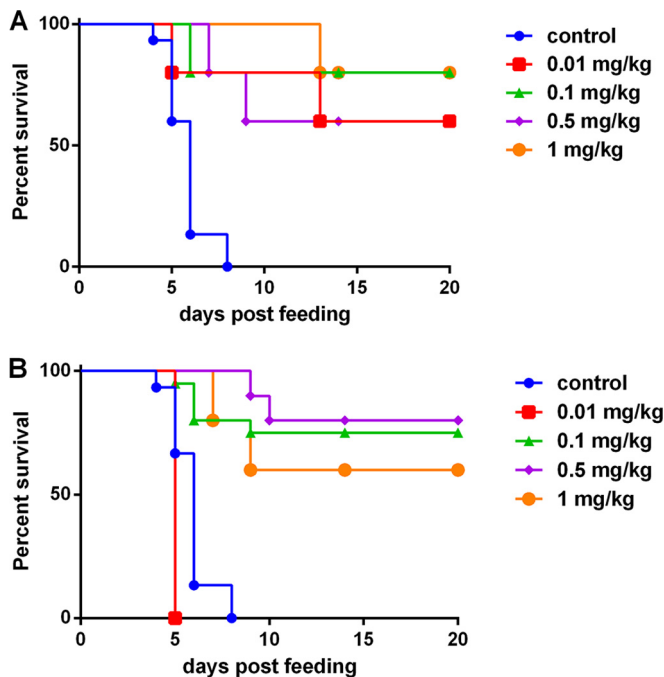 A
100
50
0
Percent survival
0
5
10
15
20
days post feeding
control
0.01 mg/kg
0.1 mg/kg
0.5 mg/kg
1 mg/kg
B
100
50
0
Percent survival
0
5
10
15
20
days post feeding
control
0.01 mg/kg
0.1 mg/kg
0.5 mg/kg
1 mg/kg